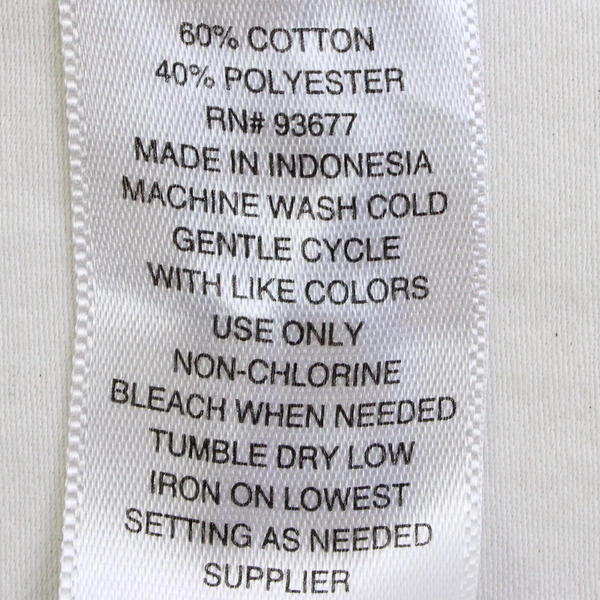 60% COTTON
40% POLYESTER
RN# 93677
MADE IN INDONESIA
MACHINE WASH COLD
GENTLE CYCLE
WITH LIKE COLORS
USE ONLY
NON-CHLORINE
BLEACH WHEN NEEDED
TUMBLE DRY LOW
IRON ON LOWEST
SETTING AS NEEDED
SUPPLIER